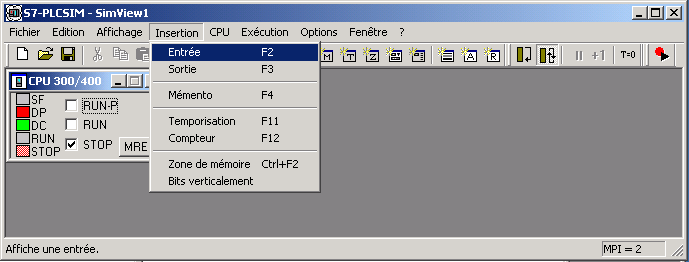 S7-PLCSIM - SimView1
Fichier Edition Affichage Insertion CPU Exécution Options Fenêtre ?
+1 T=0
CPU 300/400
SF
DP
DC
RUN
STOP
RUN-P
RUN
STOP
MRE
Entrée F2
Sortie F3
Mémento F4
Temporisation F11
Compteur F12
Zone de mémoire Ctrl+F2
Bits verticalement
Affiche une entrée. MPI = 2